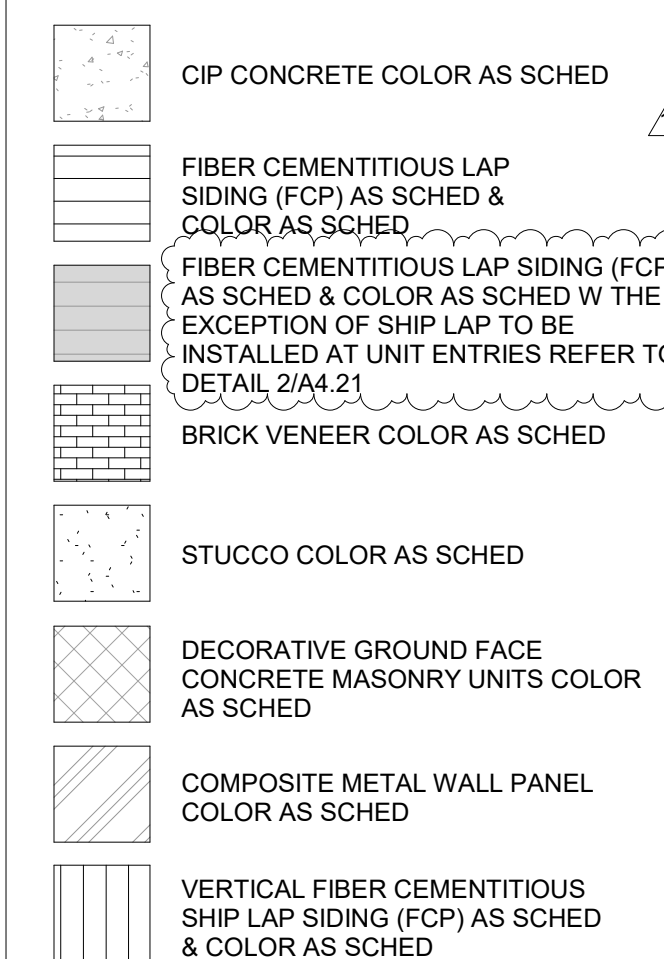 CIP CONCRETE COLOR AS SCHED
FIBER CEMENTITIOUS LAP
SIDING (FCP) AS SCHED &
COLOR AS SCHED
FIBER CEMENTITIOUS LAP SIDING (FCP
AS SCHED & COLOR AS SCHED W THE
EXCEPTION OF SHIP LAP TO BE
INSTALLED AT UNIT ENTRIES REFER TO
DETAIL 2/A4.21
BRICK VENEER COLOR AS SCHED
STUCCO COLOR AS SCHED
DECORATIVE GROUND FACE
CONCRETE MASONRY UNITS COLOR
AS SCHED
COMPOSITE METAL WALL PANEL
COLOR AS SCHED
VERTICAL FIBER CEMENTITIOUS
SHIP LAP SIDING (FCP) AS SCHED
& COLOR AS SCHED